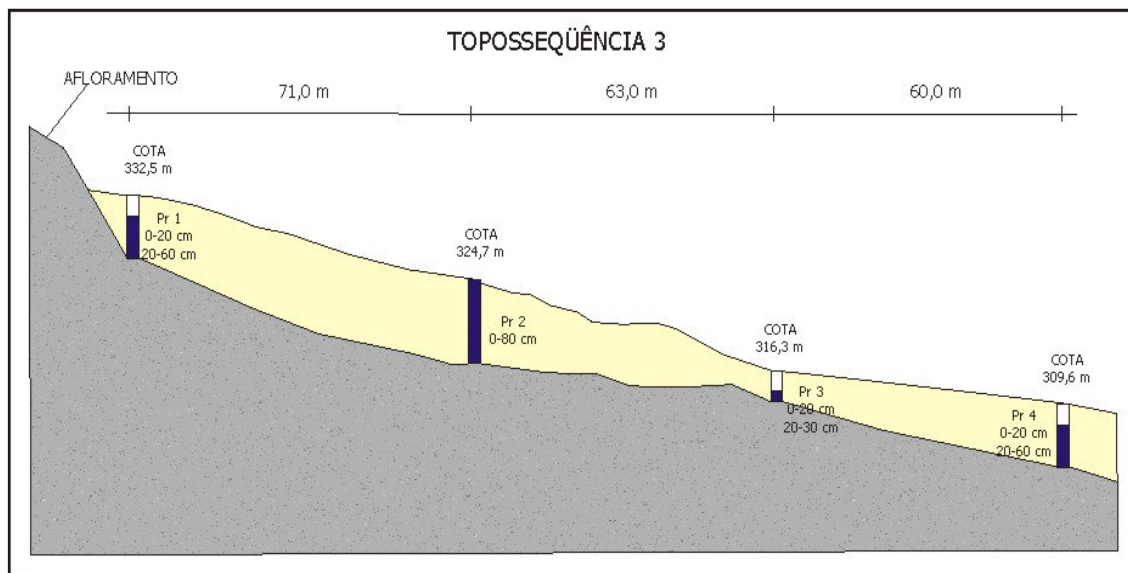 TOPOSSEQÜÊNCIA 3
AFLORAMENTO
71,0 m
63,0 m
60,0 m
COTA
332,5 m
Pr 1
0-20 cm
20-60 cm
COTA
324,7 m
Pr 2
0-80 cm
COTA
316,3 m
Pr 3
0-20 cm
20-30 cm
COTA
309,6 m
Pr 4
0-20 cm
20-60 cm